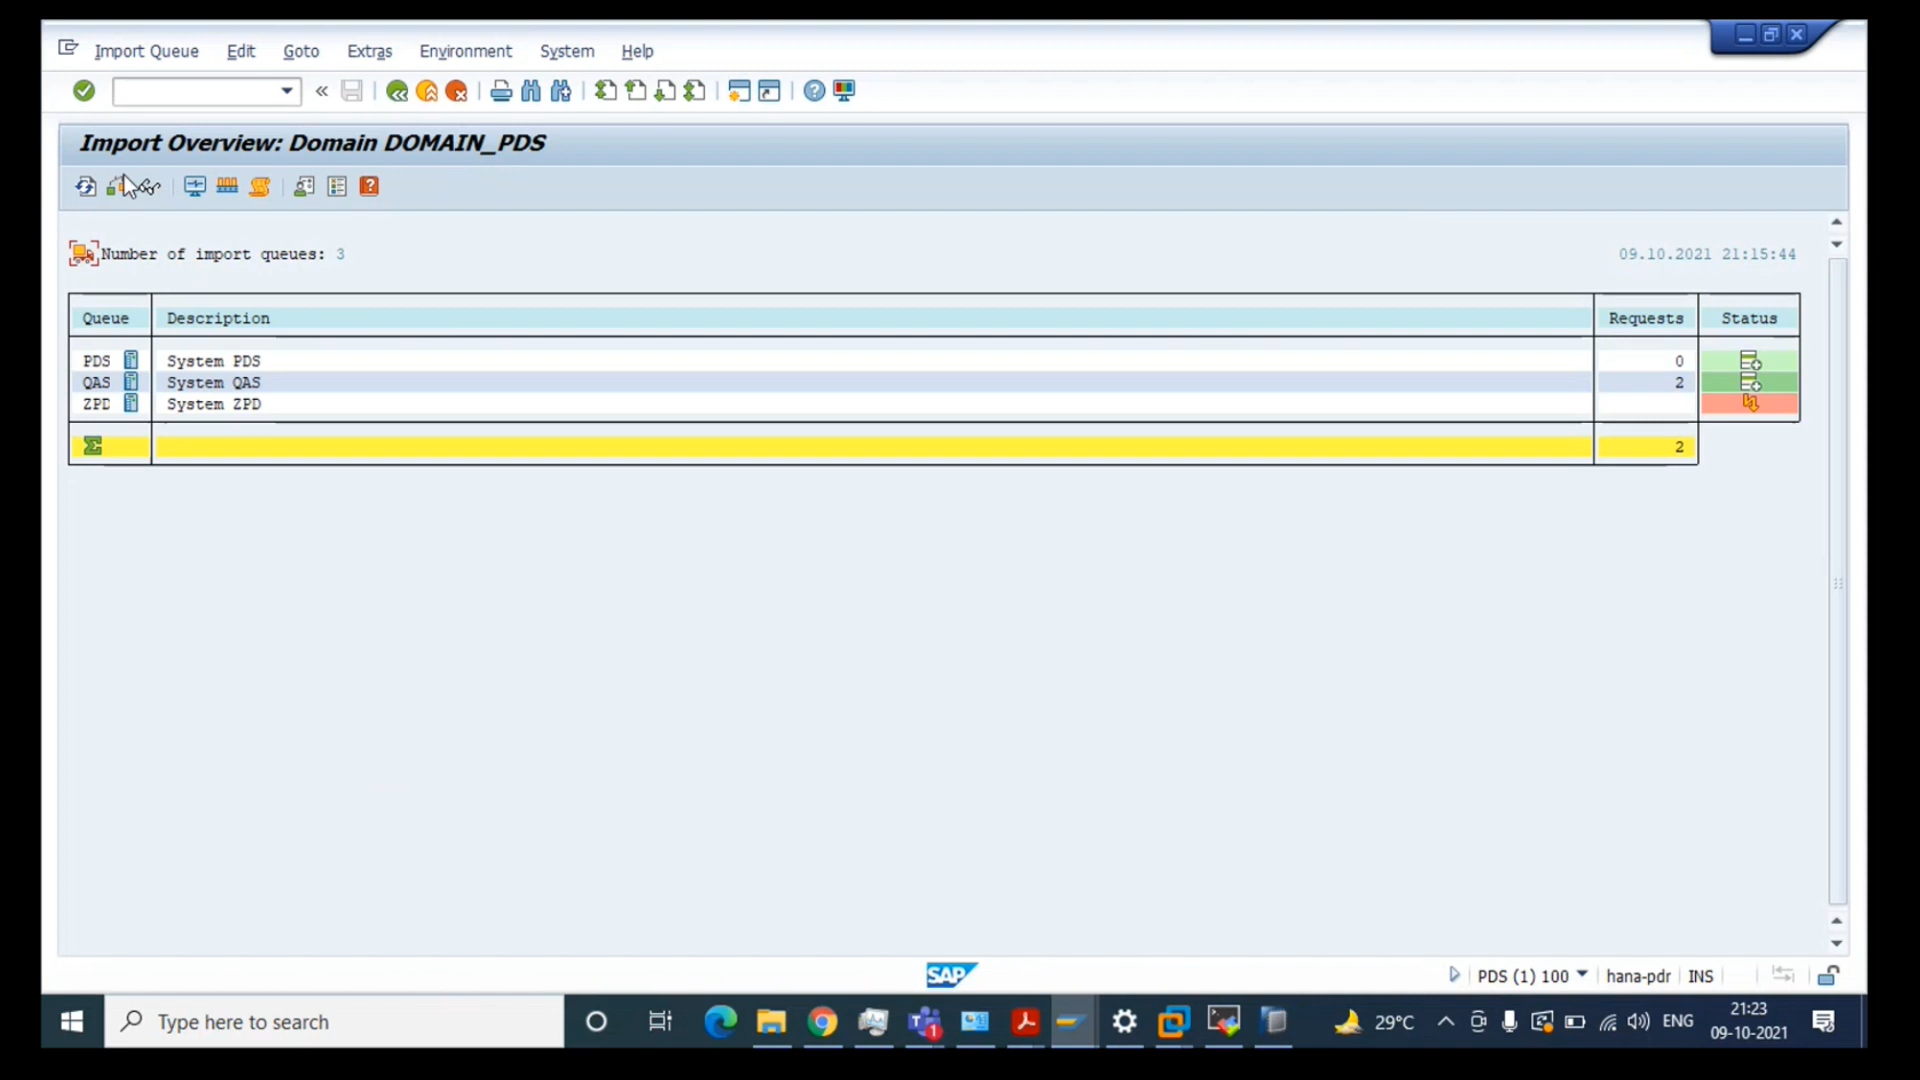 Import Queue Edit Goto Extras Environment System Help
Import Overview: Domain DOMAIN_PDS
Number of import queues: 3
09.10.2021 21:15:44
Queue Description Requests Status
PDS System PDS 0
QAS System QAS 2
ZPD System ZPD
2
SAP
PDS (1) 100 hana-pdr INS
Type here to search
1
29°C
ENG
21:23
09-10-2021